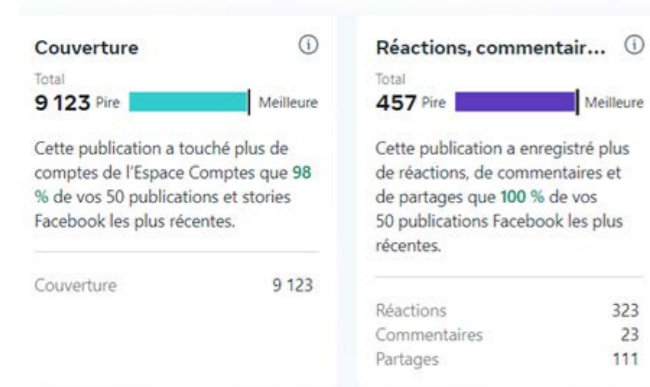 Couverture
Total
9 123 Pire Meilleure
Cette publication a touché plus de
comptes de l'Espace Comptes que 98
% de vos 50 publications et stories
Facebook les plus récentes.
Couverture 9 123
Réactions, commentair...
Total
457 Pire Meilleure
Cette publication a enregistré plus
de réactions, de commentaires et
de partages que 100 % de vos
50 publications Facebook les plus
récentes.
Réactions 323
Commentaires 23
Partages 111